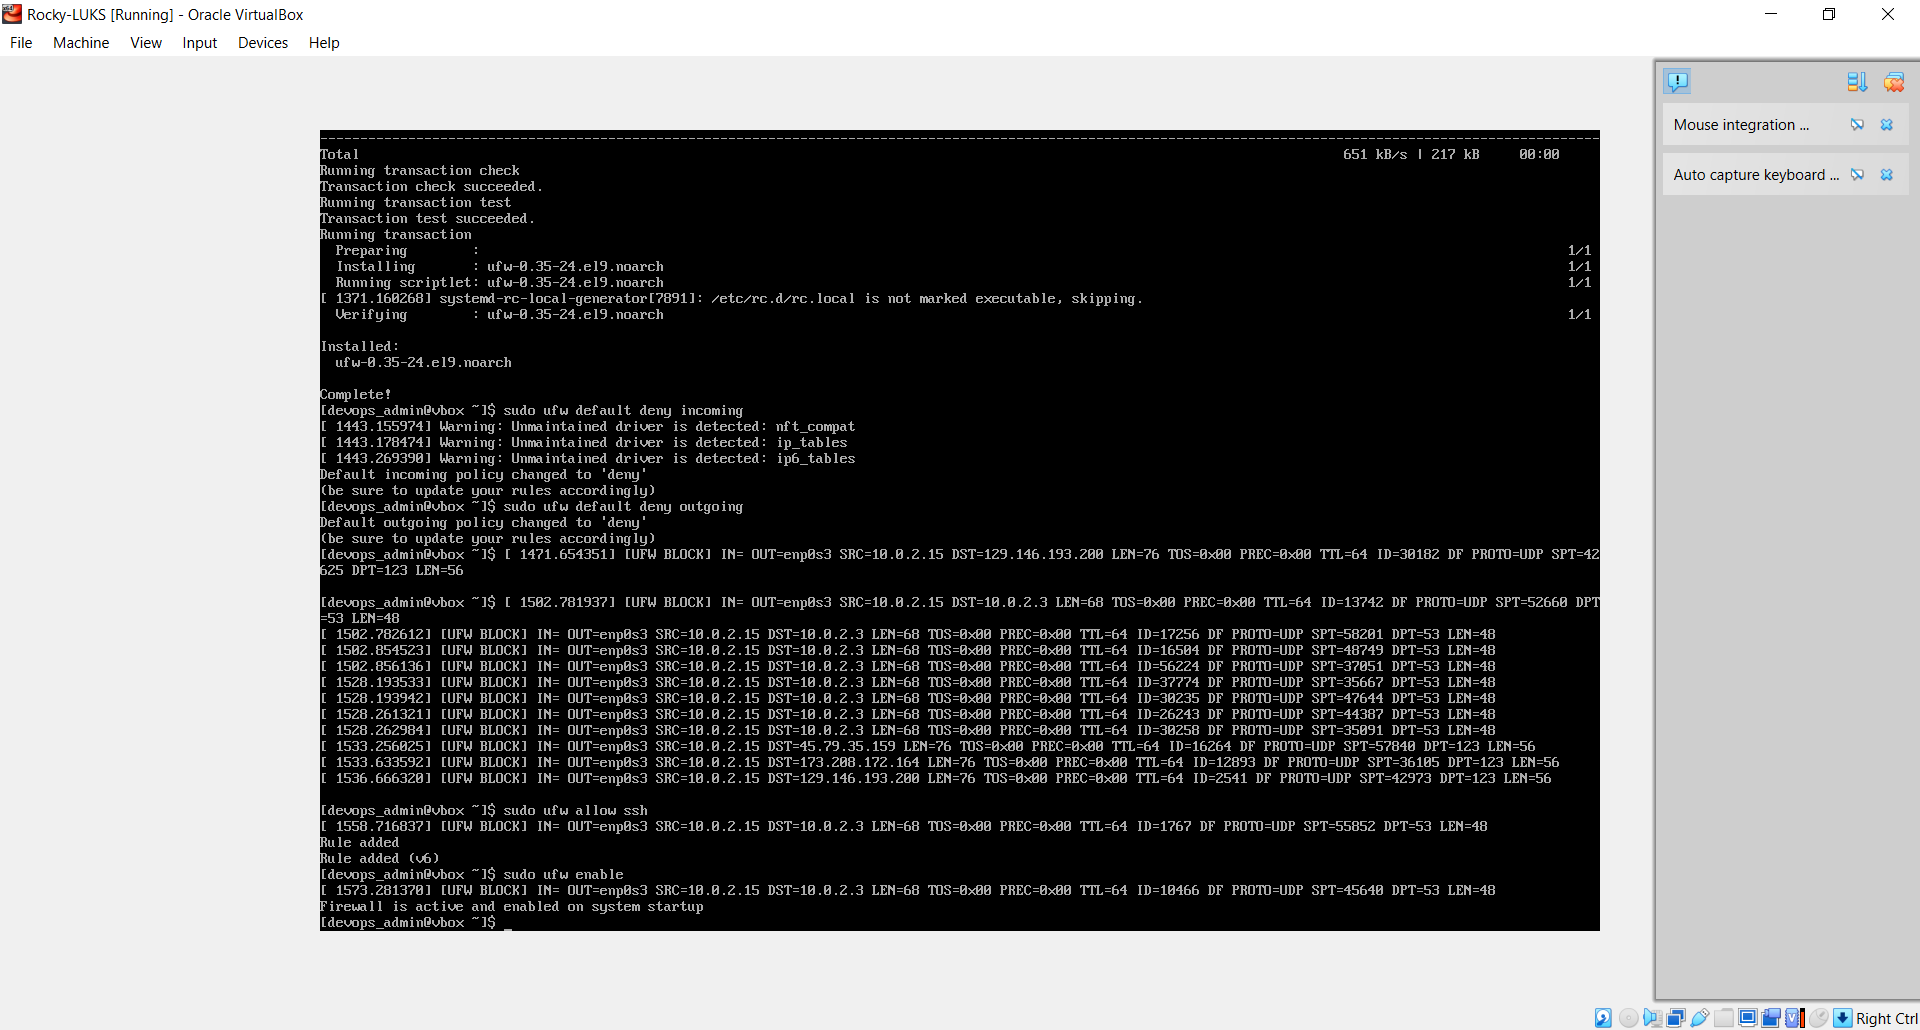 Rocky-LUKS [Running] - Oracle VirtualBox
File Machine View Input Devices Help
Mouse integration ...
Auto capture keyboard ...
--------------------------------------------------------------------------------
Total 651 kB/s | 217 kB 00:00
Running transaction check
Transaction check succeeded.
Running transaction test
Transaction test succeeded.
Running transaction
Preparing : 1/1
Installing : ufw-0.35-24.el9.noarch 1/1
Running scriptlet: ufw-0.35-24.el9.noarch 1/1
[ 1371.160268] systemd-rc-local-generator[7891]: /etc/rc.d/rc.local is not marked executable, skipping.
Verifying : ufw-0.35-24.el9.noarch 1/1
Installed:
ufw-0.35-24.el9.noarch
Complete!
[devops_admin@vbox ~]$ sudo ufw default deny incoming
[ 1443.155974] Warning: Unmaintained driver is detected: nft_compat
[ 1443.178474] Warning: Unmaintained driver is detected: ip_tables
[ 1443.269390] Warning: Unmaintained driver is detected: ip6_tables
Default incoming policy changed to 'deny'
(be sure to update your rules accordingly)
[devops_admin@vbox ~]$ sudo ufw default deny outgoing
Default outgoing policy changed to 'deny'
(be sure to update your rules accordingly)
[devops_admin@vbox ~]$ [ 1471.654351] [UFW BLOCK] IN= OUT=enp0s3 SRC=10.0.2.15 DST=129.146.193.200 LEN=76 TOS=0x00 PREC=0x00 TTL=64 ID=30182 DF PROTO=UDP SPT=42
625 DPT=123 LEN=56
[devops_admin@vbox ~]$ [ 1502.781937] [UFW BLOCK] IN= OUT=enp0s3 SRC=10.0.2.15 DST=10.0.2.3 LEN=68 TOS=0x00 PREC=0x00 TTL=64 ID=13742 DF PROTO=UDP SPT=52660 DPT
=53 LEN=48
[ 1502.782612] [UFW BLOCK] IN= OUT=enp0s3 SRC=10.0.2.15 DST=10.0.2.3 LEN=68 TOS=0x00 PREC=0x00 TTL=64 ID=17256 DF PROTO=UDP SPT=58201 DPT=53 LEN=48
[ 1502.854523] [UFW BLOCK] IN= OUT=enp0s3 SRC=10.0.2.15 DST=10.0.2.3 LEN=68 TOS=0x00 PREC=0x00 TTL=64 ID=16504 DF PROTO=UDP SPT=48749 DPT=53 LEN=48
[ 1502.856136] [UFW BLOCK] IN= OUT=enp0s3 SRC=10.0.2.15 DST=10.0.2.3 LEN=68 TOS=0x00 PREC=0x00 TTL=64 ID=56224 DF PROTO=UDP SPT=37051 DPT=53 LEN=48
[ 1528.193533] [UFW BLOCK] IN= OUT=enp0s3 SRC=10.0.2.15 DST=10.0.2.3 LEN=68 TOS=0x00 PREC=0x00 TTL=64 ID=37774 DF PROTO=UDP SPT=35667 DPT=53 LEN=48
[ 1528.193942] [UFW BLOCK] IN= OUT=enp0s3 SRC=10.0.2.15 DST=10.0.2.3 LEN=68 TOS=0x00 PREC=0x00 TTL=64 ID=30235 DF PROTO=UDP SPT=47644 DPT=53 LEN=48
[ 1528.261321] [UFW BLOCK] IN= OUT=enp0s3 SRC=10.0.2.15 DST=10.0.2.3 LEN=68 TOS=0x00 PREC=0x00 TTL=64 ID=26243 DF PROTO=UDP SPT=44387 DPT=53 LEN=48
[ 1528.262984] [UFW BLOCK] IN= OUT=enp0s3 SRC=10.0.2.15 DST=10.0.2.3 LEN=68 TOS=0x00 PREC=0x00 TTL=64 ID=30258 DF PROTO=UDP SPT=35091 DPT=53 LEN=48
[ 1533.256025] [UFW BLOCK] IN= OUT=enp0s3 SRC=10.0.2.15 DST=45.79.35.159 LEN=76 TOS=0x00 PREC=0x00 TTL=64 ID=16264 DF PROTO=UDP SPT=57840 DPT=123 LEN=56
[ 1533.633592] [UFW BLOCK] IN= OUT=enp0s3 SRC=10.0.2.15 DST=173.208.172.164 LEN=76 TOS=0x00 PREC=0x00 TTL=64 ID=12893 DF PROTO=UDP SPT=36105 DPT=123 LEN=56
[ 1536.666320] [UFW BLOCK] IN= OUT=enp0s3 SRC=10.0.2.15 DST=129.146.193.200 LEN=76 TOS=0x00 PREC=0x00 TTL=64 ID=2541 DF PROTO=UDP SPT=42973 DPT=123 LEN=56
[devops_admin@vbox ~]$ sudo ufw allow ssh
[ 1558.716837] [UFW BLOCK] IN= OUT=enp0s3 SRC=10.0.2.15 DST=10.0.2.3 LEN=68 TOS=0x00 PREC=0x00 TTL=64 ID=1767 DF PROTO=UDP SPT=55852 DPT=53 LEN=48
Rule added
Rule added (v6)
[devops_admin@vbox ~]$ sudo ufw enable
[ 1573.281370] [UFW BLOCK] IN= OUT=enp0s3 SRC=10.0.2.15 DST=10.0.2.3 LEN=68 TOS=0x00 PREC=0x00 TTL=64 ID=10466 DF PROTO=UDP SPT=45640 DPT=53 LEN=48
Firewall is active and enabled on system startup
[devops_admin@vbox ~]$ _
Right Ctrl